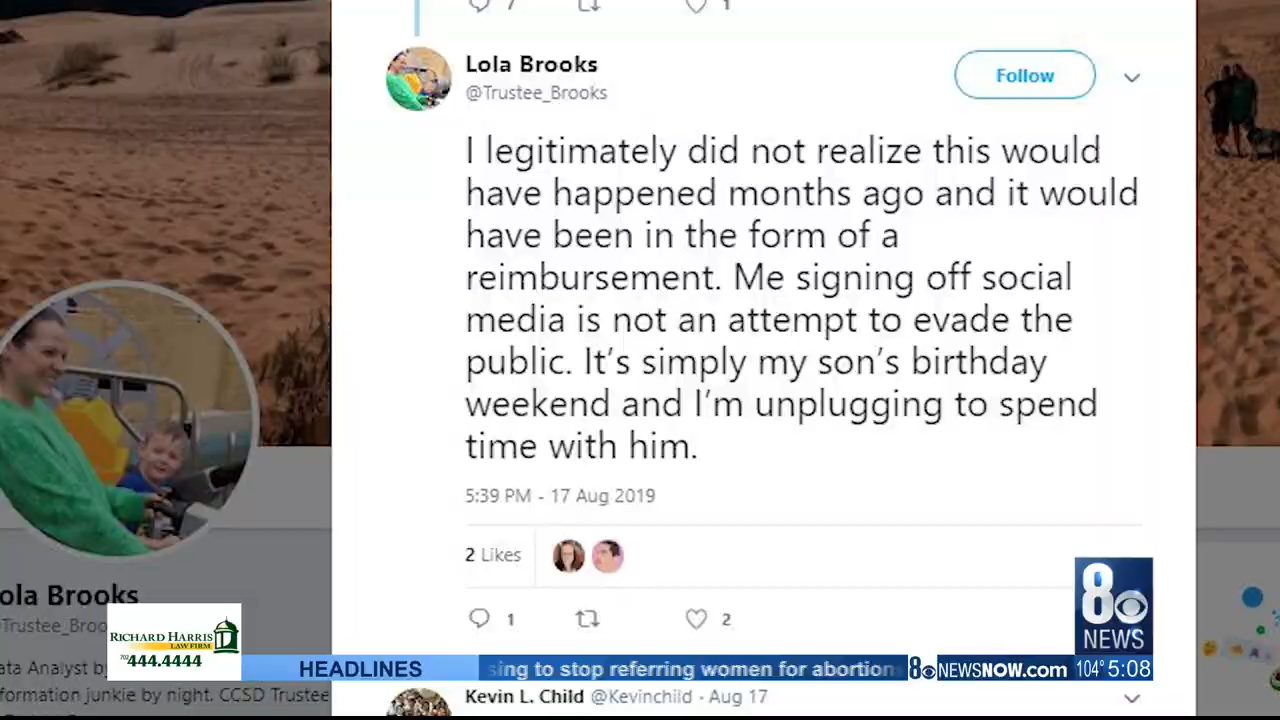 7 1
Lola Brooks
@Trustee_Brooks
Follow
I legitimately did not realize this would
have happened months ago and it would
have been in the form of a
reimbursement. Me signing off social
media is not an attempt to evade the
public. It's simply my son's birthday
weekend and I'm unplugging to spend
time with him.
5:39 PM - 17 Aug 2019
2 Likes
1 2
ola Brooks
Trustee_Broo
ata Analyst by
formation junkie by night. CCSD Trustee
RICHARD HARRIS
LAW FIRM
702 444.4444
8
NEWS
HEADLINES
sing to stop referring women for abortion
8 NEWSNOW.com 104° 5:08
Kevin L. Child @Kevinchild - Aug 17